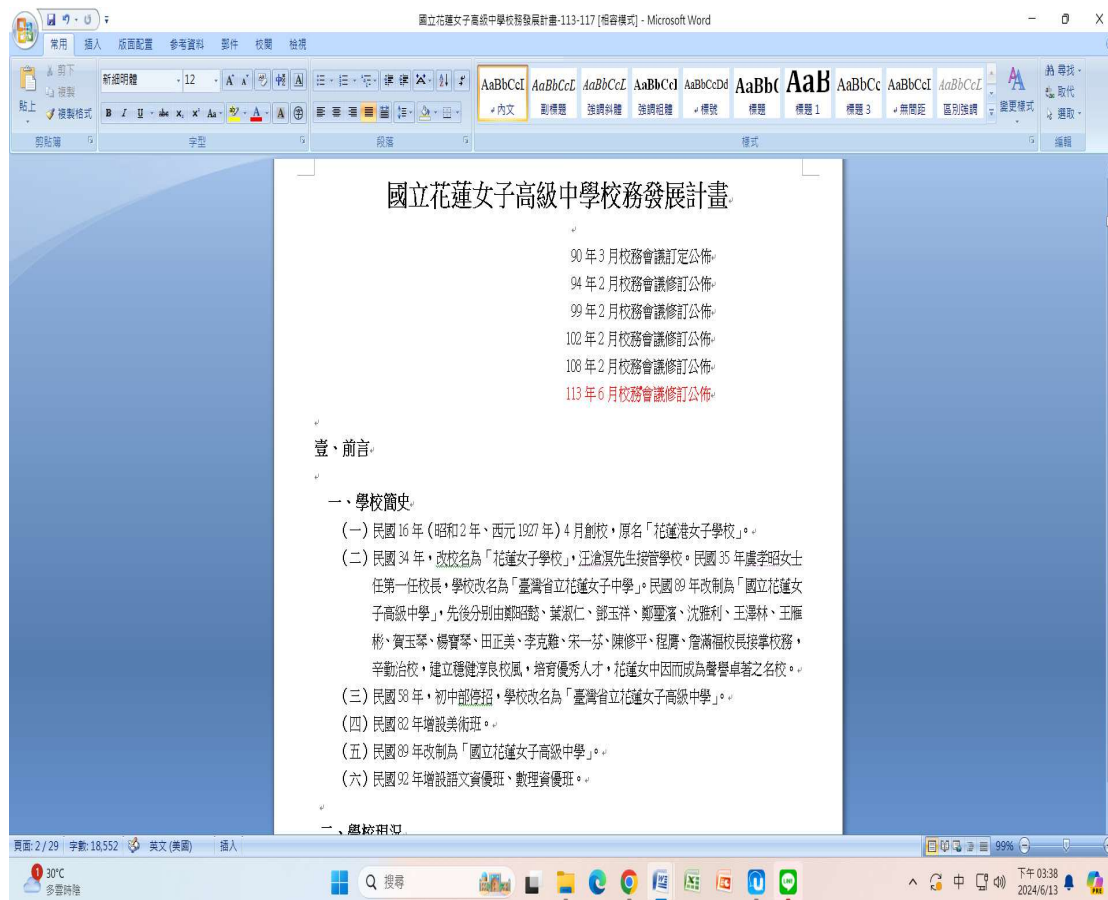 國立花蓮女子高級中學校務發展計畫-113-117 [相容模式] - Microsoft Word
常用 插入 版面配置 參考資料 郵件 校閱 檢視
貼上
剪下
複製
複製格式
剪貼簿
新細明體 12
字型
段落
AaBbCcI AaBbCcL AaBbCcL AaBbCcI AaBbCcDd AaBb( AaB AaBbCc AaBbCcI AaBbCcL
內文 副標題 強調斜體 強調粗體 標號 標題 標題 1 標題 3 無間距 區別強調
變更樣式
樣式
尋找
取代
選取
編輯
國立花蓮女子高級中學校務發展計畫
90 年 3 月校務會議訂定公佈
94 年 2 月校務會議修訂公佈
99 年 2 月校務會議修訂公佈
102 年 2 月校務會議修訂公佈
108 年 2 月校務會議修訂公佈
113 年 6 月校務會議修訂公佈
壹、前言
一、學校簡史
(一) 民國 16 年 (昭和 2 年、西元 1927 年) 4 月創校，原名「花蓮港女子學校」。
(二) 民國 34 年，改校名為「花蓮女子學校」，汪滄溟先生接管學校。民國 35 年虞孝昭女士
任第一任校長，學校改名為「臺灣省立花蓮女子中學」。民國 89 年改制為「國立花蓮女
子高級中學」，先後分別由鄭昭懿、葉淑仁、鄧玉祥、鄭璽濱、沈雅利、王澤林、王雁
彬、賀玉琴、楊寶琴、田正美、李克難、宋一芬、陳修平、程鷹、詹滿福校長接掌校務，
辛勤治校，建立穩健淳良校風，培育優秀人才，花蓮女中因而成為聲譽卓著之名校。
(三) 民國 58 年，初中部停招，學校改名為「臺灣省立花蓮女子高級中學」。
(四) 民國 82 年增設美術班。
(五) 民國 89 年改制為「國立花蓮女子高級中學」。
(六) 民國 92 年增設語文資優班、數理資優班。
二、學校現況
頁面: 2 / 29 字數: 18,552 英文 (美國) 插入 99%
30°C
多雲時陰
搜尋
中
下午 03:38
2024/6/13